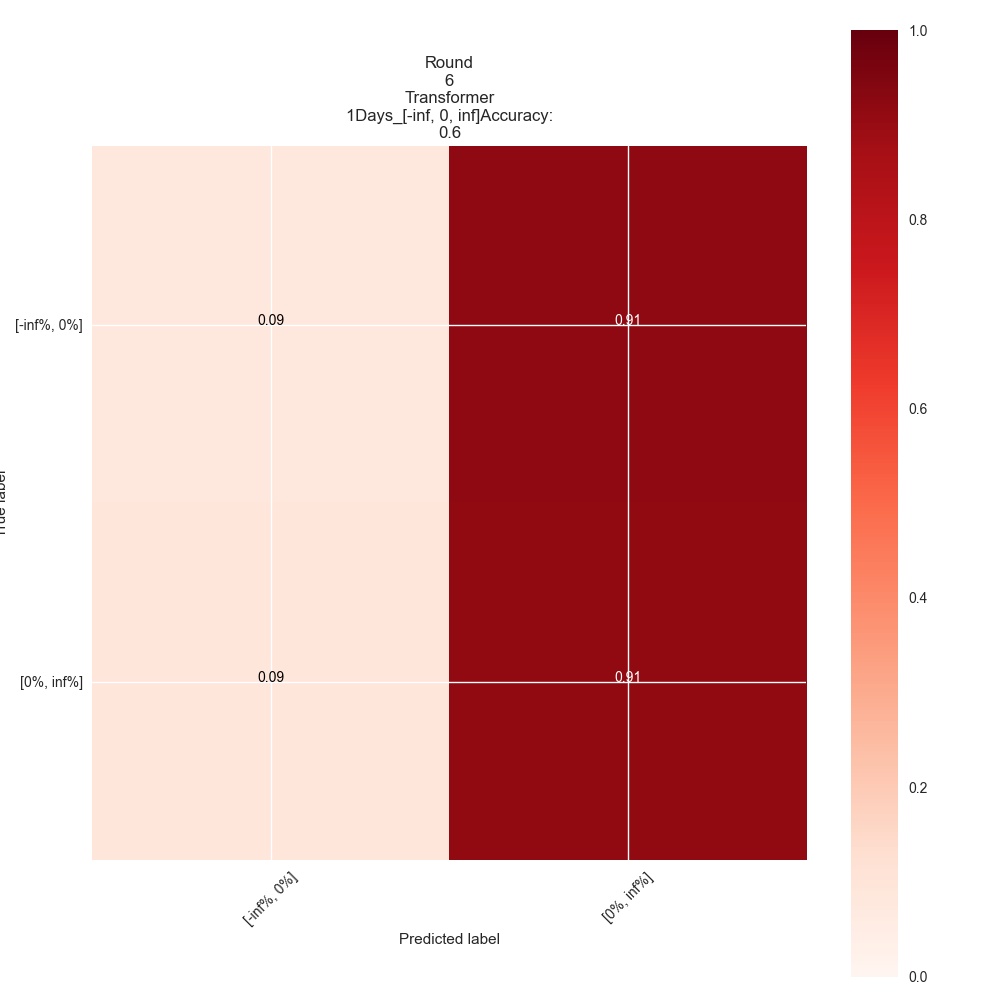 Round
6
Transformer
1Days_[-inf, 0, inf]Accuracy:
0.6
1.0
0.8
0.6
0.4
0.2
0.0
[-inf%, 0%]
0.09
0.91
True label
[0%, inf%]
0.09
0.91
[-inf%, 0%]
[0%, inf%]
Predicted label